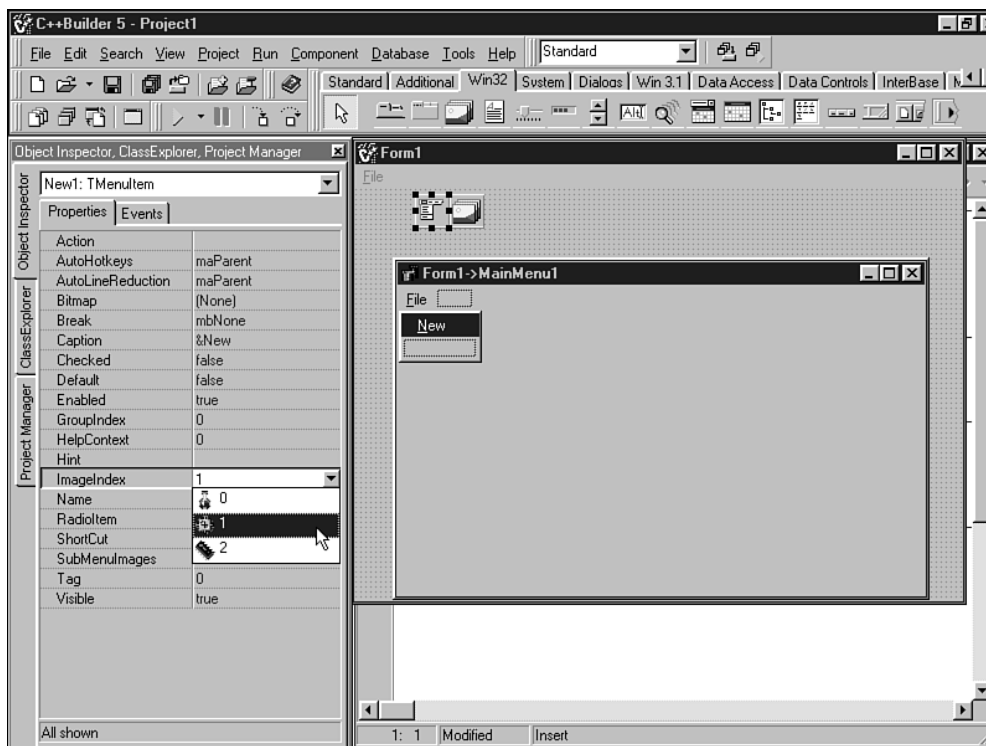 C++Builder 5 - Project1
File Edit Search View Project Run Component Database Tools Help Standard
Standard Additional Win32 System Dialogs Win 3.1 Data Access Data Controls InterBase
Alt
Object Inspector, ClassExplorer, Project Manager
Object Inspector
ClassExplorer
Project Manager
New1: TMenuItem
Properties Events
Action
AutoHotkeys maParent
AutoLineReduction maParent
Bitmap (None)
Break mbNone
Caption &New
Checked false
Default false
Enabled true
GroupIndex 0
HelpContext 0
Hint
ImageIndex 1
Name 0
RadioItem 1
ShortCut
SubMenuImages 2
Tag 0
Visible true
All shown
Form1
File
Form1->MainMenu1
File
New
1: 1 Modified Insert